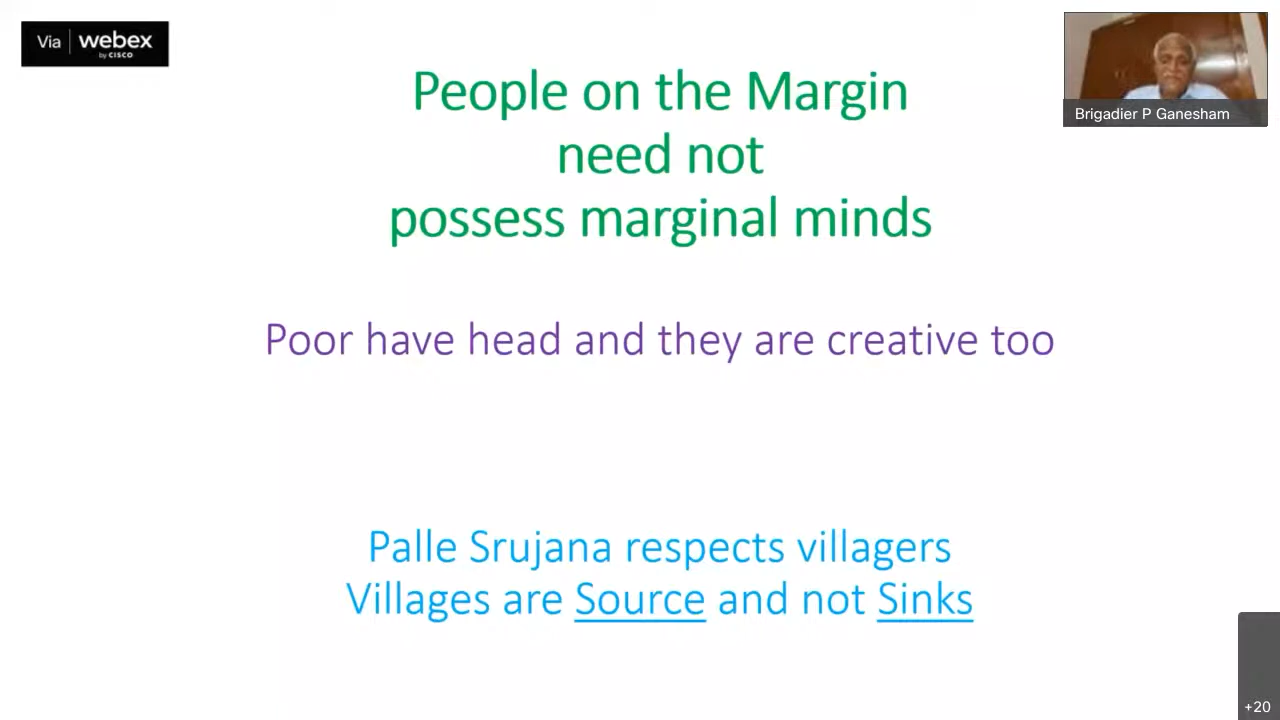 Via webex
by CISCO
People on the Margin
need not
possess marginal minds
Brigadier P Ganesham
Poor have head and they are creative too
Palle Srujana respects villagers
Villages are Source and not Sinks
+20